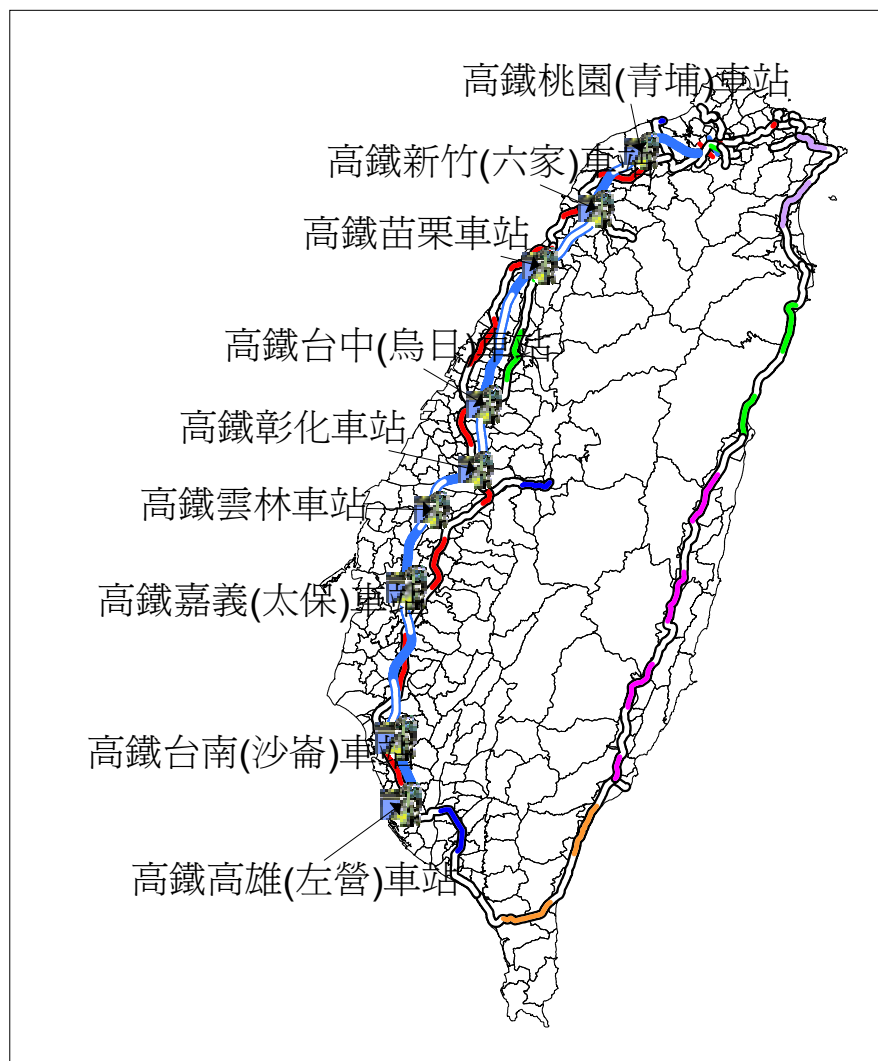 高鐵桃園(青埔)車站
高鐵新竹(六家)車站
高鐵苗栗車站
高鐵台中(烏日)車站
高鐵彰化車站
高鐵雲林車站
高鐵嘉義(太保)車站
高鐵台南(沙崙)車站
高鐵高雄(左營)車站